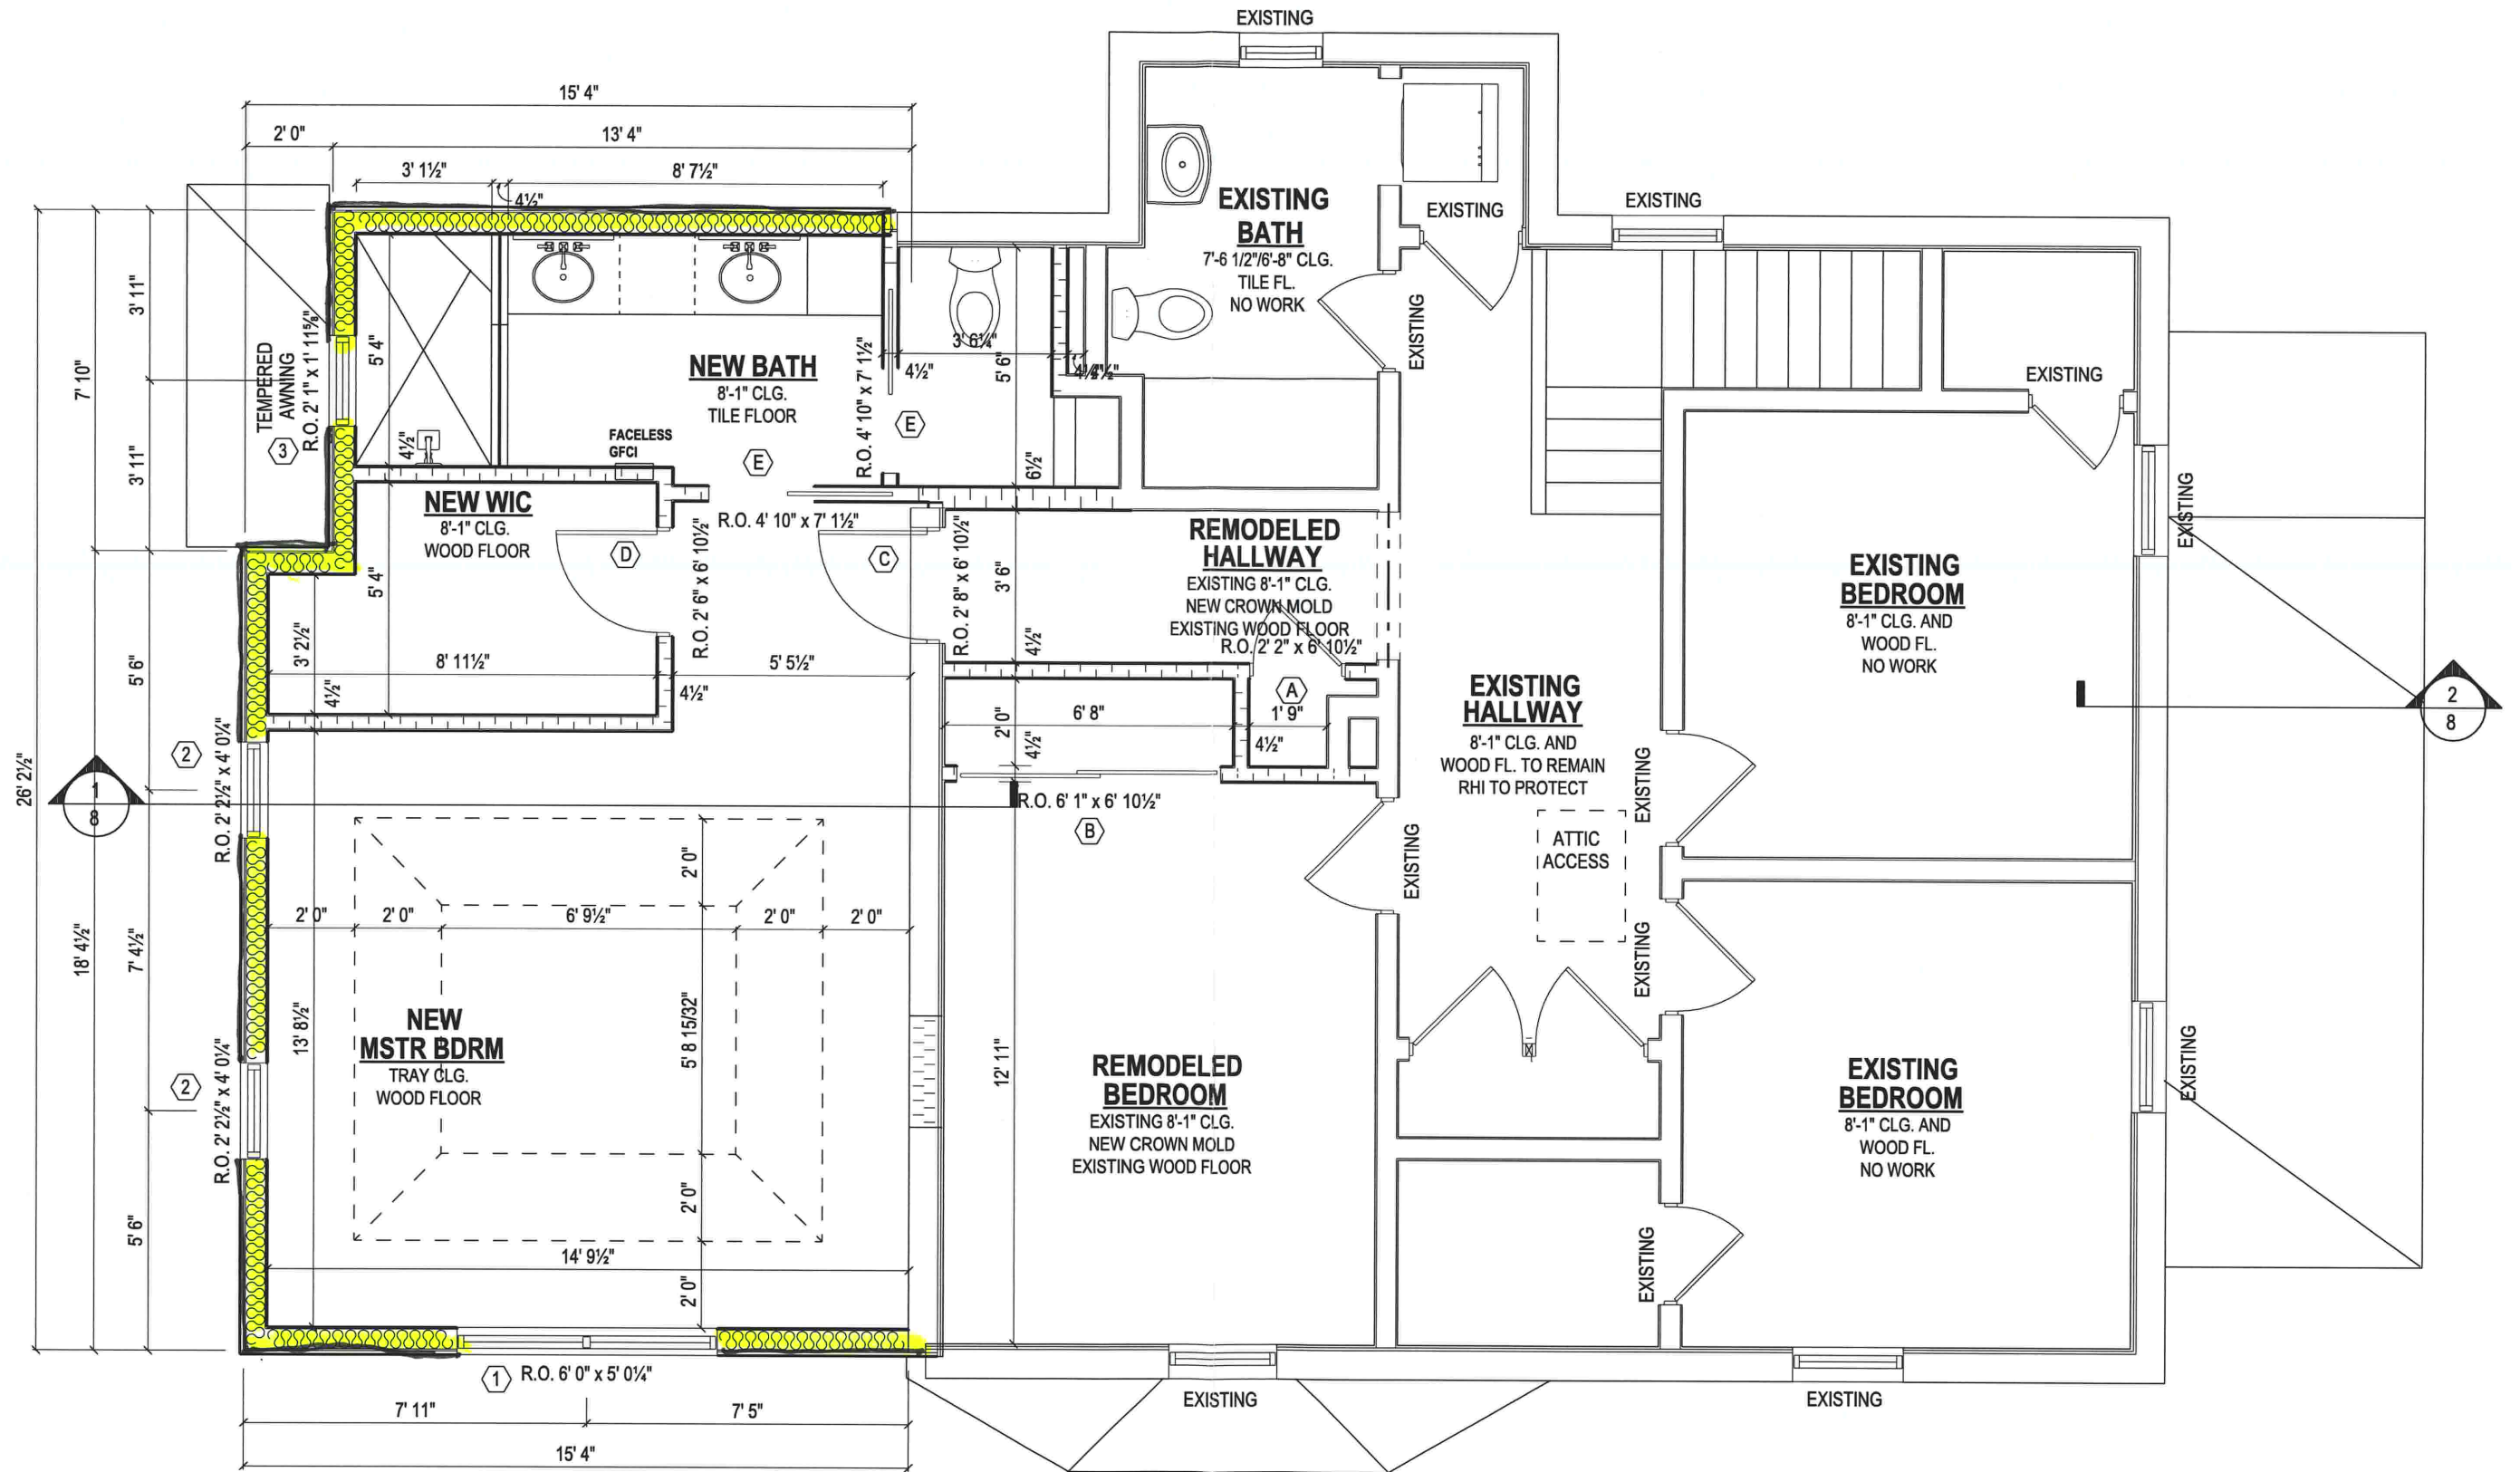 EXISTING
15' 4"
2' 0"
13' 4"
3' 1½"
8' 7½"
4½"
EXISTING
BATH
7'-6 1/2"/6'-8" CLG.
TILE FL.
NO WORK
EXISTING
EXISTING
EXISTING
3' 11"
7' 10"
3' 11"
TEMPERED
AWNING
R.O. 2' 1" x 1' 11⅝"
3
5' 4"
4½"
NEW BATH
8'-1" CLG.
TILE FLOOR
FACELESS
GFCI
E
R.O. 4' 10" x 7' 1½"
E
4½"
3' 6¼"
5' 6"
6½"
EXISTING
NEW WIC
8'-1" CLG.
WOOD FLOOR
D
R.O. 4' 10" x 7' 1½"
C
R.O. 2' 6" x 6' 10½"
R.O. 2' 8" x 6' 10½"
5' 4"
3' 2½"
4½"
8' 11½"
4½"
5' 5½"
3' 6"
4½"
REMODELED
HALLWAY
EXISTING 8'-1" CLG.
NEW CROWN MOLD
EXISTING WOOD FLOOR
R.O. 2' 2" x 6' 10½"
A
6' 8"
1' 9"
4½"
2' 0"
4½"
R.O. 6' 1" x 6' 10½"
B
EXISTING
BEDROOM
8'-1" CLG. AND
WOOD FL.
NO WORK
EXISTING
2
8
EXISTING
HALLWAY
8'-1" CLG. AND
WOOD FL. TO REMAIN
RHI TO PROTECT
EXISTING
ATTIC
ACCESS
EXISTING
EXISTING
26' 2½"
5' 6"
18' 4½"
7' 4½"
5' 6"
1
8
2
R.O. 2' 2½" x 4' 0¼"
2
R.O. 2' 2½" x 4' 0¼"
2' 0"
2' 0"
2' 0"
6' 9½"
2' 0"
2' 0"
13' 8½"
5' 8 15/32"
NEW
MSTR BDRM
TRAY CLG.
WOOD FLOOR
2' 0"
14' 9½"
2' 0"
12' 11"
REMODELED
BEDROOM
EXISTING 8'-1" CLG.
NEW CROWN MOLD
EXISTING WOOD FLOOR
EXISTING
BEDROOM
8'-1" CLG. AND
WOOD FL.
NO WORK
EXISTING
EXISTING
1
R.O. 6' 0" x 5' 0¼"
EXISTING
EXISTING
7' 11"
7' 5"
15' 4"